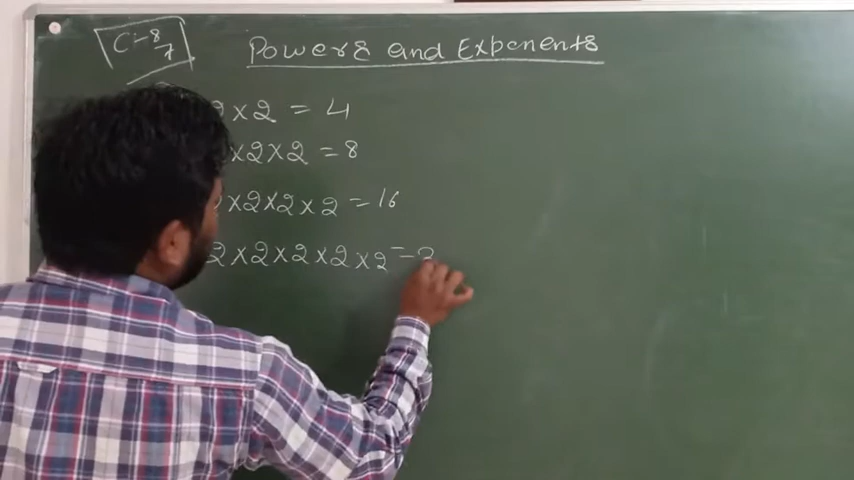 C:- 8/7
Powers and Exponents
2 × 2 = 4
× 2 × 2 = 8
2 × 2 × 2 × 2 = 16
2 × 2 × 2 × 2 × 2 =